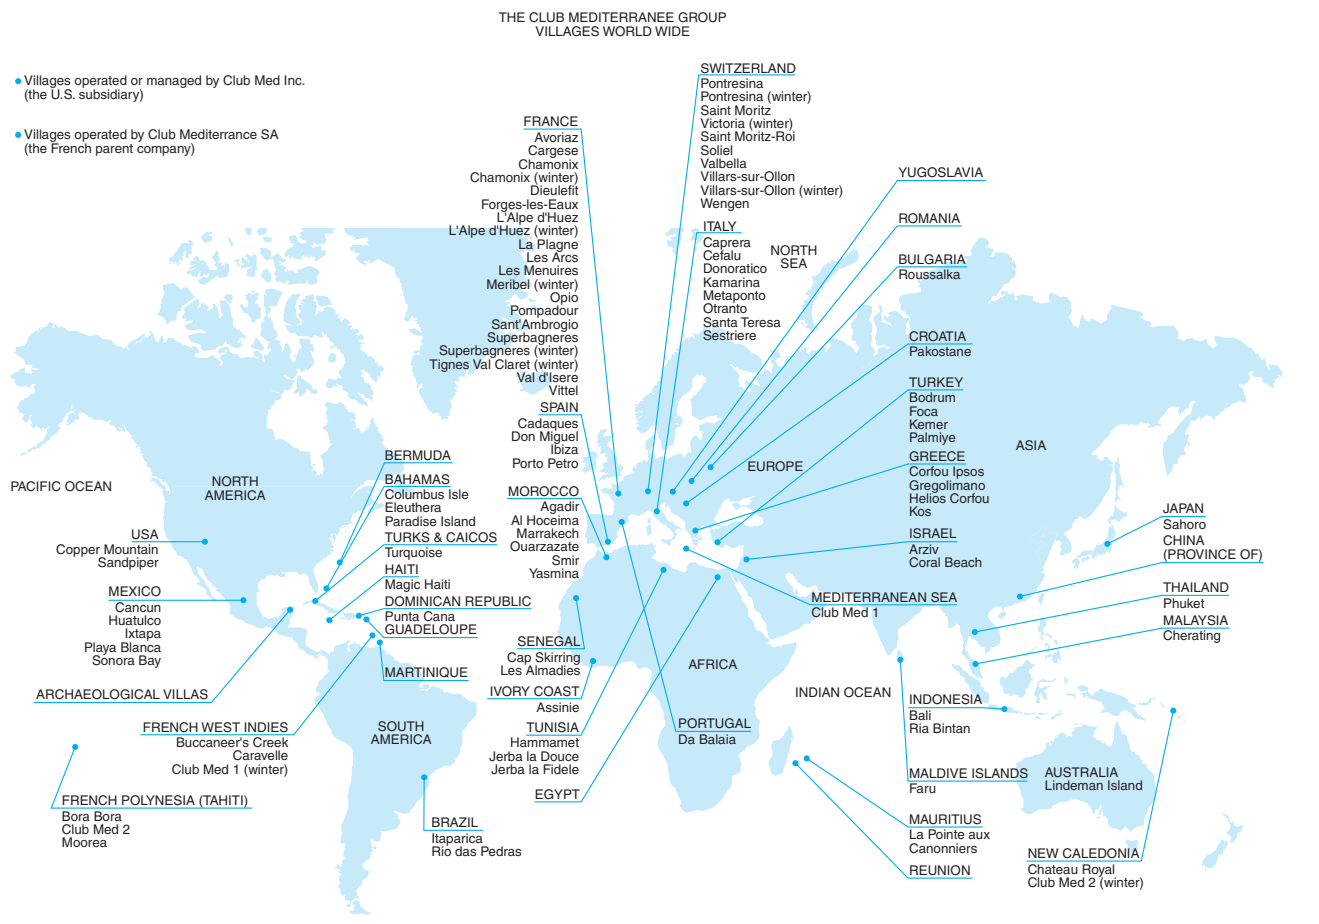 THE CLUB MEDITERRANEE GROUP
VILLAGES WORLD WIDE
Villages operated or managed by Club Med Inc.
(the U.S. subsidiary)
Villages operated by Club Mediterrance SA
(the French parent company)
SWITZERLAND
Pontresina
Pontresina (winter)
Saint Moritz
Victoria (winter)
Saint Moritz-Roi
Soliel
Valbella
Villars-sur-Ollon
Villars-sur-Ollon (winter)
Wengen
FRANCE
Avoriaz
Cargese
Chamonix
Chamonix (winter)
Dieulefit
Forges-les-Eaux
L'Alpe d'Huez
L'Alpe d'Huez (winter)
La Plagne
Les Arcs
Les Menuires
Meribel (winter)
Opio
Pompadour
Sant'Ambrogio
Superbagneres
Superbagneres (winter)
Tignes Val Claret (winter)
Val d'Isere
Vittel
ITALY
Caprera
Cefalu
Donoratico
Kamarina
Metaponto
Otranto
Santa Teresa
Sestriere
NORTH
SEA
YUGOSLAVIA
ROMANIA
BULGARIA
Roussalka
CROATIA
Pakostane
TURKEY
Bodrum
Foca
Kemer
Palmiye
GREECE
Corfou Ipsos
Gregolimano
Helios Corfou
Kos
ISRAEL
Arziv
Coral Beach
ASIA
EUROPE
SPAIN
Cadaques
Don Miguel
Ibiza
Porto Petro
MOROCCO
Agadir
Al Hoceima
Marrakech
Ouarzazate
Smir
Yasmina
BERMUDA
BAHAMAS
Columbus Isle
Eleuthera
Paradise Island
TURKS & CAICOS
Turquoise
HAITI
Magic Haiti
DOMINICAN REPUBLIC
Punta Cana
GUADELOUPE
MARTINIQUE
PACIFIC OCEAN
NORTH
AMERICA
USA
Copper Mountain
Sandpiper
MEXICO
Cancun
Huatulco
Ixtapa
Playa Blanca
Sonora Bay
ARCHAEOLOGICAL VILLAS
FRENCH WEST INDIES
Buccaneer's Creek
Caravelle
Club Med 1 (winter)
FRENCH POLYNESIA (TAHITI)
Bora Bora
Club Med 2
Moorea
SOUTH
AMERICA
BRAZIL
Itaparica
Rio das Pedras
SENEGAL
Cap Skirring
Les Almadies
IVORY COAST
Assinie
TUNISIA
Hammamet
Jerba la Douce
Jerba la Fidele
EGYPT
AFRICA
PORTUGAL
Da Balaia
MEDITERRANEAN SEA
Club Med 1
INDIAN OCEAN
JAPAN
Sahoro
CHINA
(PROVINCE OF)
THAILAND
Phuket
MALAYSIA
Cherating
INDONESIA
Bali
Ria Bintan
MALDIVE ISLANDS
Faru
AUSTRALIA
Lindeman Island
MAURITIUS
La Pointe aux
Canonniers
REUNION
NEW CALEDONIA
Chateau Royal
Club Med 2 (winter)